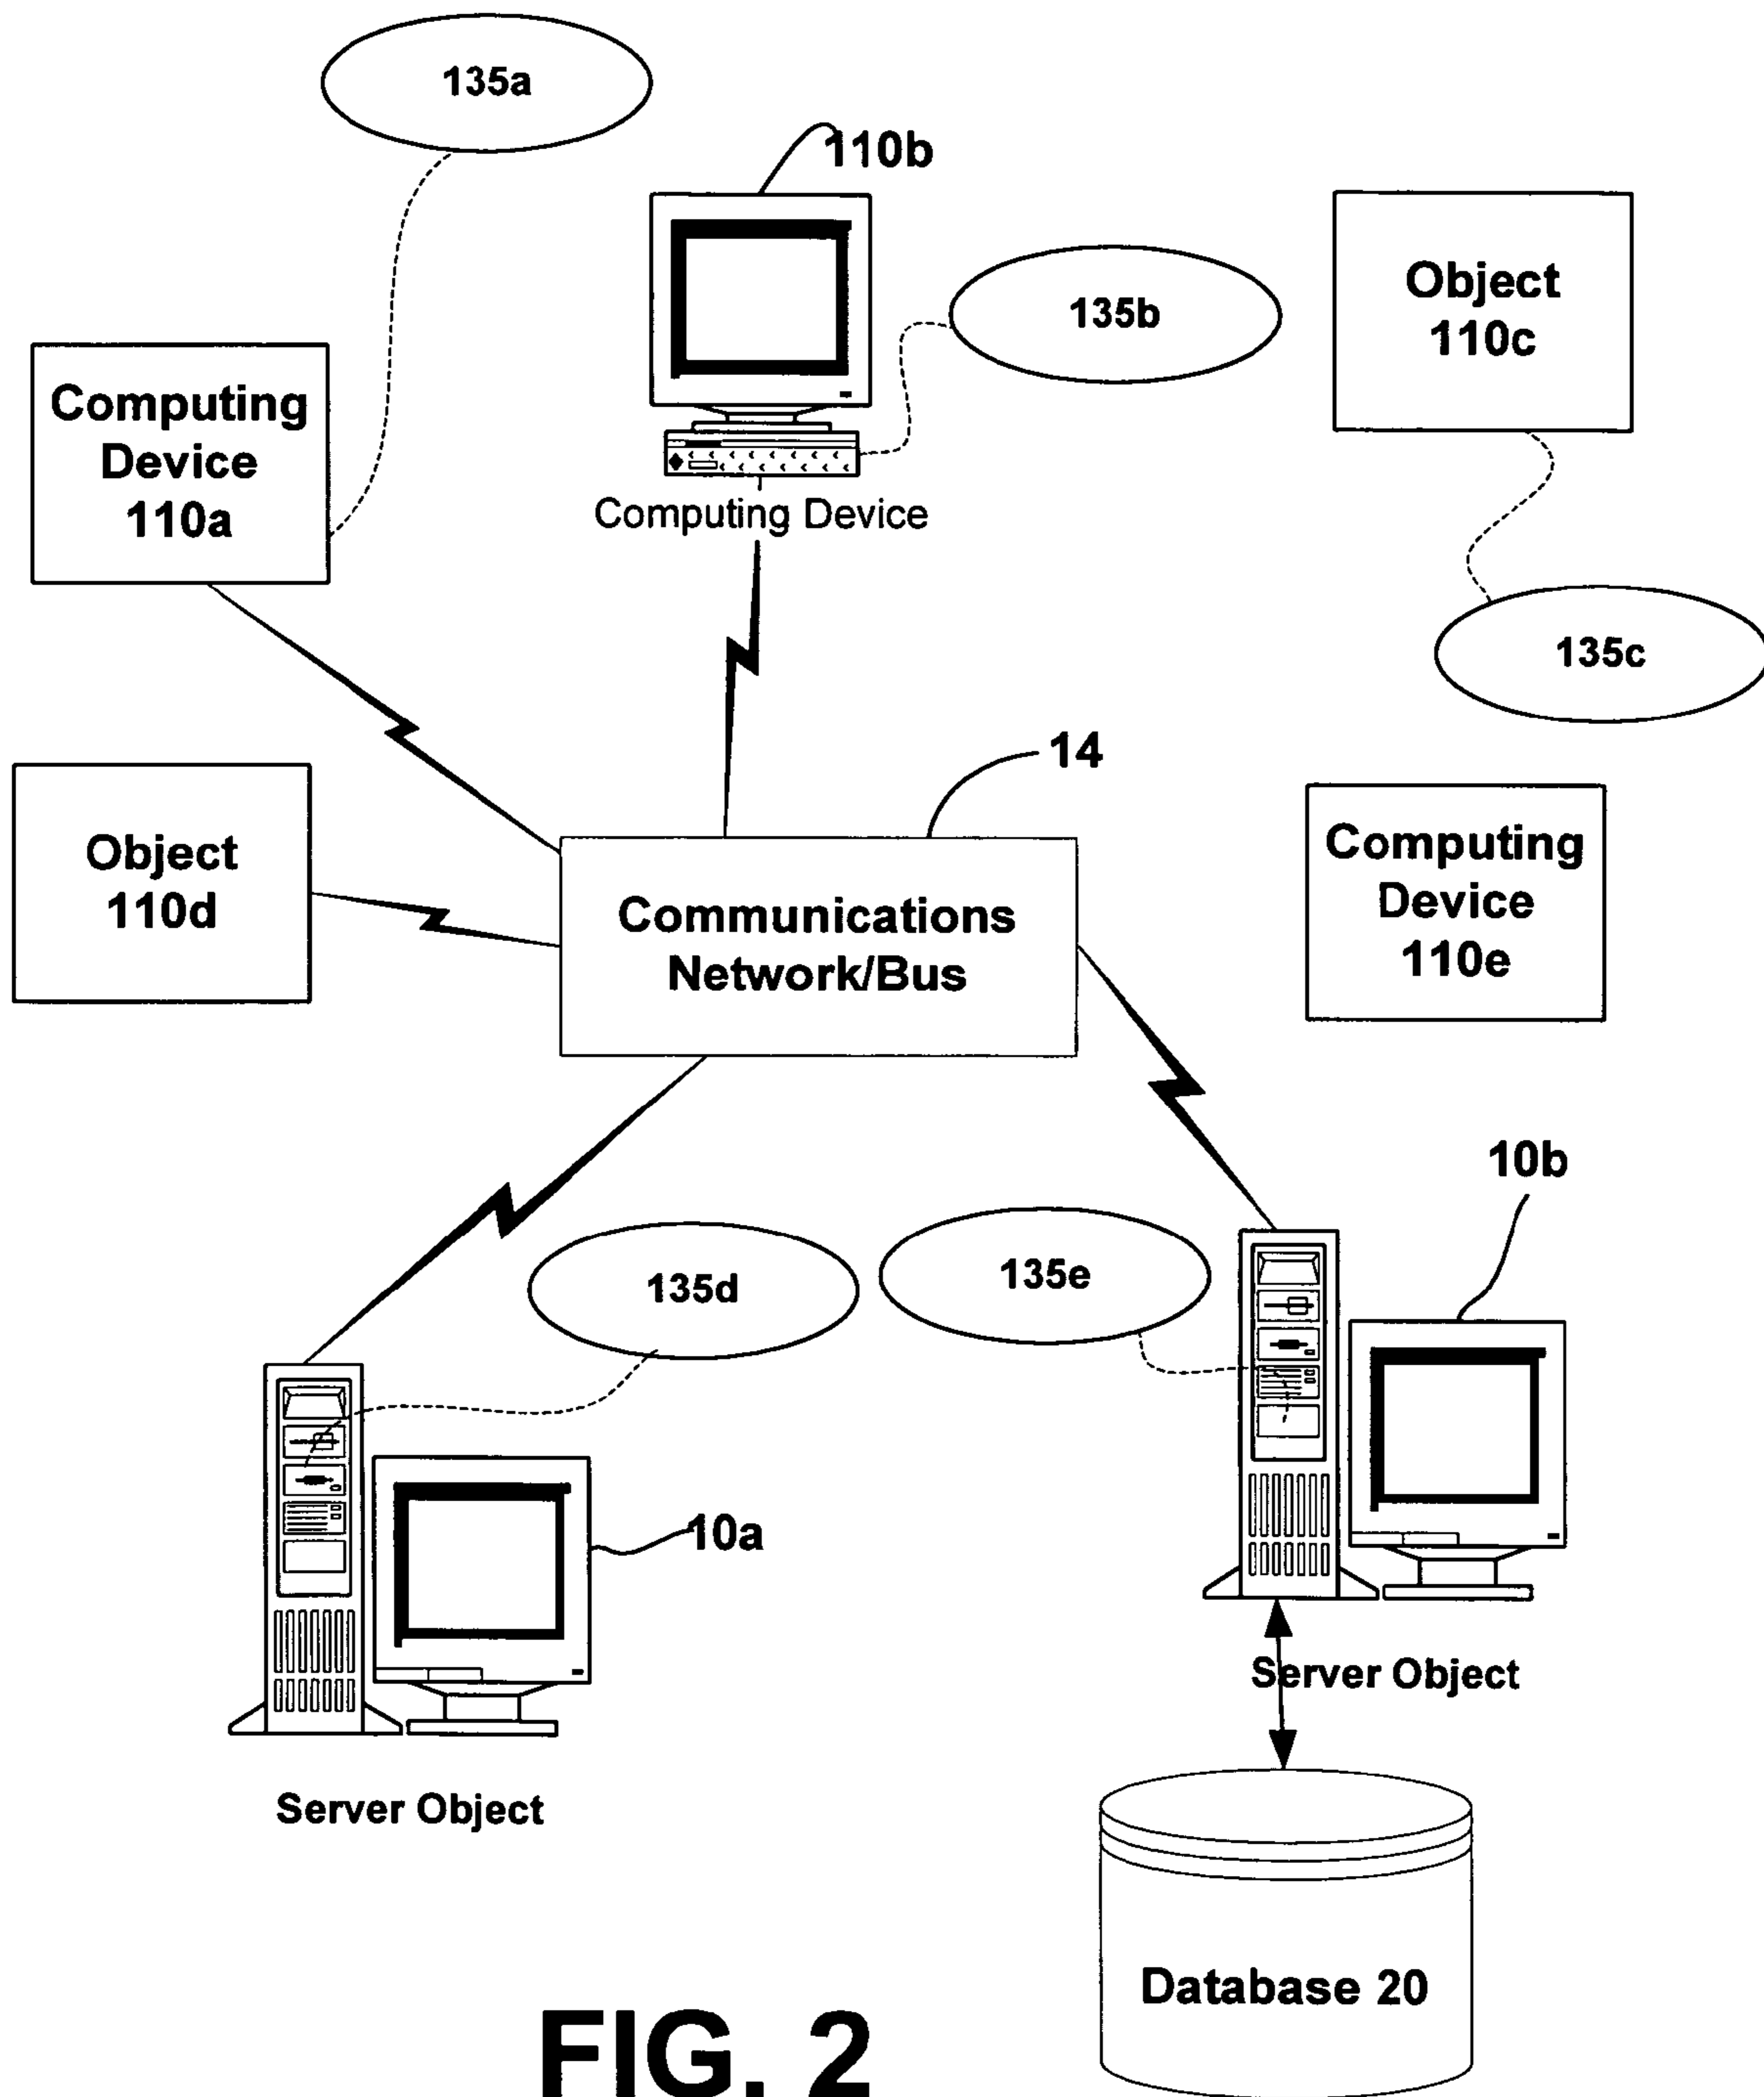 135a
110b
Object
110c
135b
Computing
Device
110a
Computing Device
135c
14
Object
110d
Communications
Network/Bus
Computing
Device
110e
10b
135d
135e
10a
Server Object
Server Object
Database 20
FIG. 2